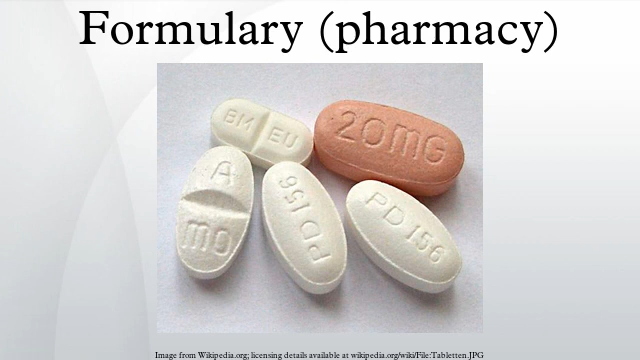 Formulary (pharmacy)
BM EU
20MG
A
mo
PD 156
PD 156
Image from Wikipedia.org; licensing details available at wikipedia.org/wiki/File:Tabletten.JPG